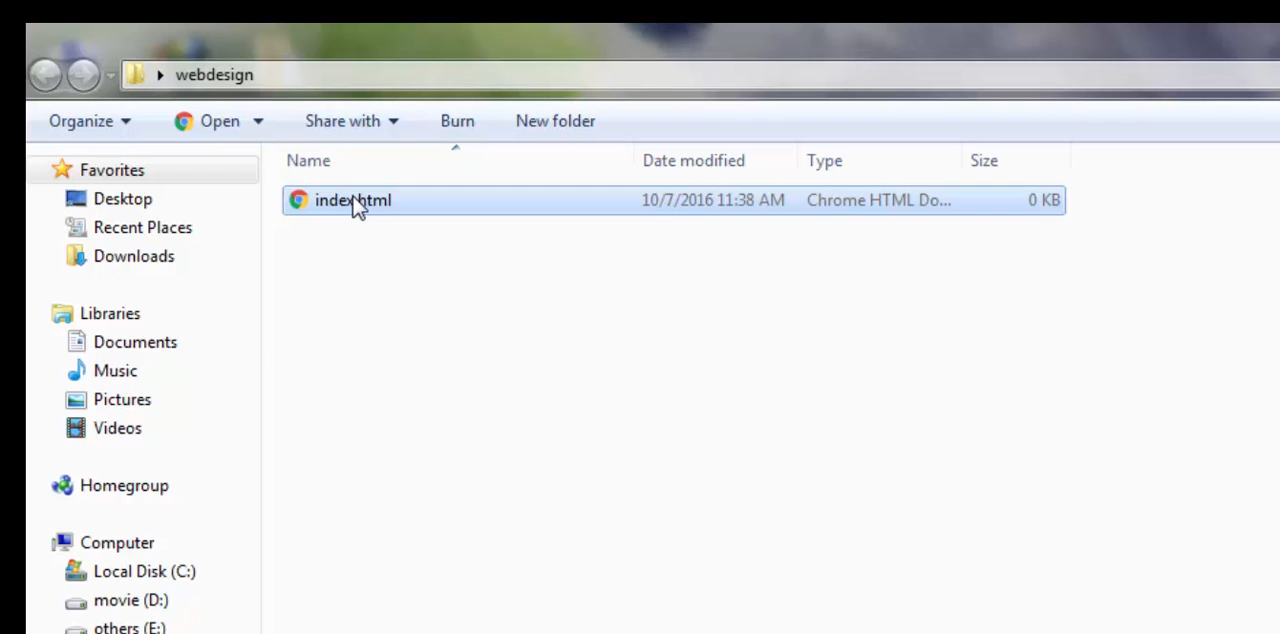 webdesign
Organize Open Share with Burn New folder
Name Date modified Type Size
index.html 10/7/2016 11:38 AM Chrome HTML Do... 0 KB
Favorites
Desktop
Recent Places
Downloads
Libraries
Documents
Music
Pictures
Videos
Homegroup
Computer
Local Disk (C:)
movie (D:)
others (E:)